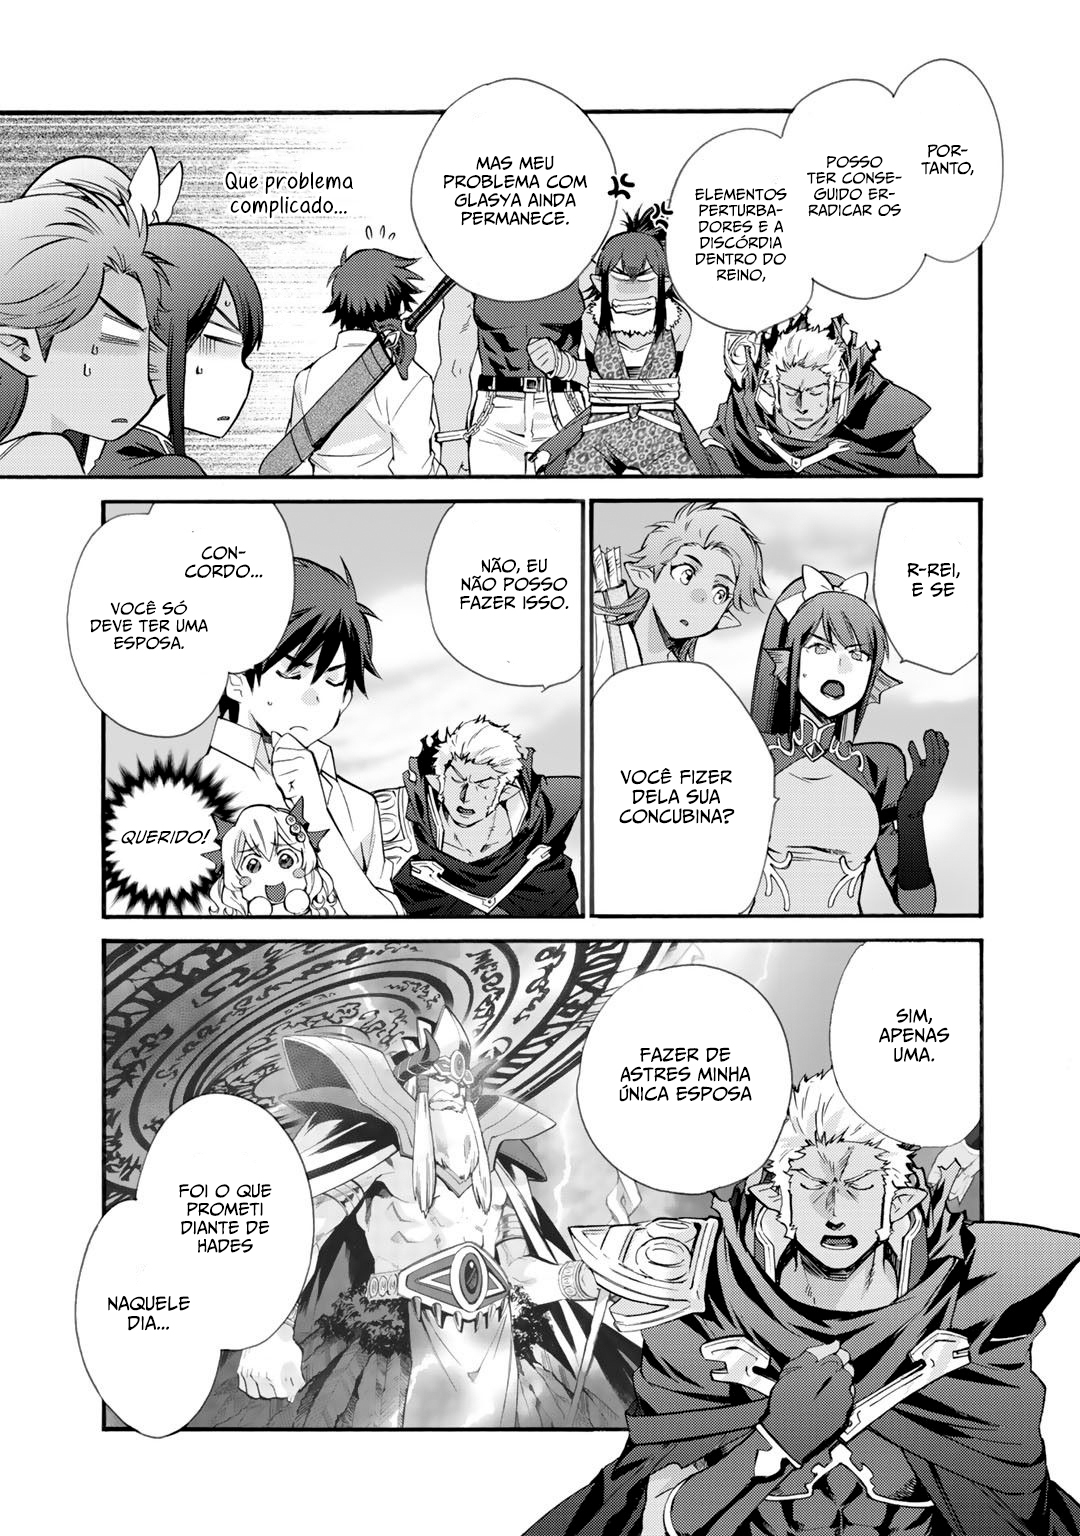 POR-
TANTO,
POSSO
TER CONSE-
GUIDO ER-
RADICAR OS
ELEMENTOS
PERTURBA-
DORES E A
DISCÓRDIA
DENTRO DO
REINO,
MAS MEU
PROBLEMA COM
GLASYA AINDA
PERMANECE.
Que problema
complicado...
R-REI,
E SE
VOCÊ FIZER
DELA SUA
CONCUBINA?
NÃO, EU
NÃO POSSO
FAZER ISSO.
CON-
CORDO...
VOCÊ SÓ
DEVE TER UMA
ESPOSA.
QUERIDO!
SIM,
APENAS
UMA.
FAZER DE
ASTRES MINHA
ÚNICA ESPOSA
FOI O QUE
PROMETI
DIANTE DE
HADES
NAQUELE
DIA...